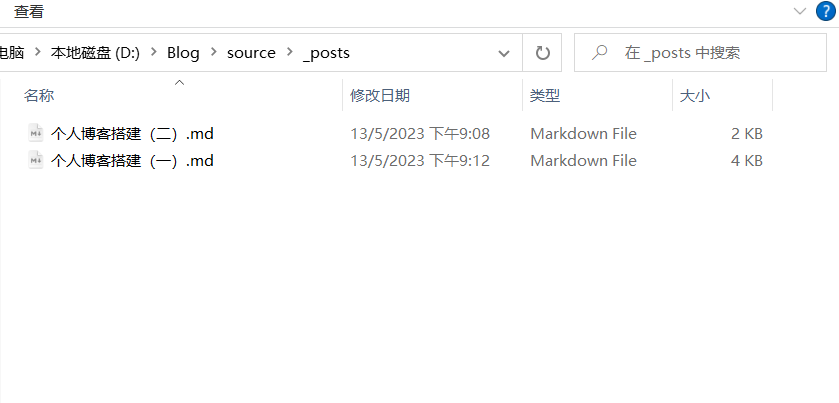 查看
电脑 > 本地磁盘 (D:) > Blog > source > _posts
在 _posts 中搜索
名称 修改日期 类型 大小
个人博客搭建（二）.md 13/5/2023 下午9:08 Markdown File 2 KB
个人博客搭建（一）.md 13/5/2023 下午9:12 Markdown File 4 KB